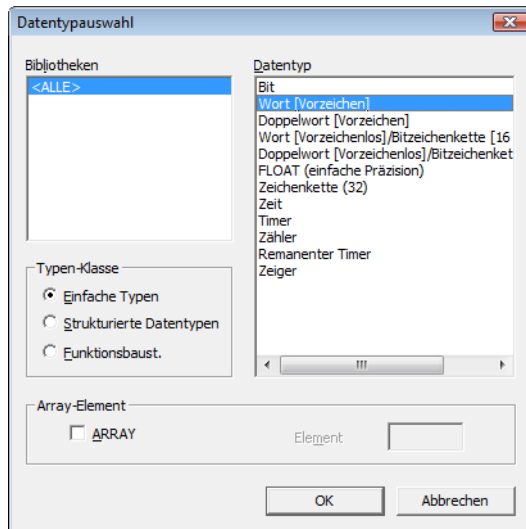 Datentypauswahl
Bibliotheken
<ALLE>
Datentyp
Bit
Wort [Vorzeichen]
Doppelwort [Vorzeichen]
Wort [Vorzeichenlos]/Bitzeichenkette [16
Doppelwort [Vorzeichenlos]/Bitzeichenket
FLOAT (einfache Präzision)
Zeichenkette (32)
Zeit
Timer
Zähler
Remanenter Timer
Zeiger
Typen-Klasse
Einfache Typen
Strukturierte Datentypen
Funktionsbaust.
Array-Element
ARRAY
Element
OK
Abbrechen